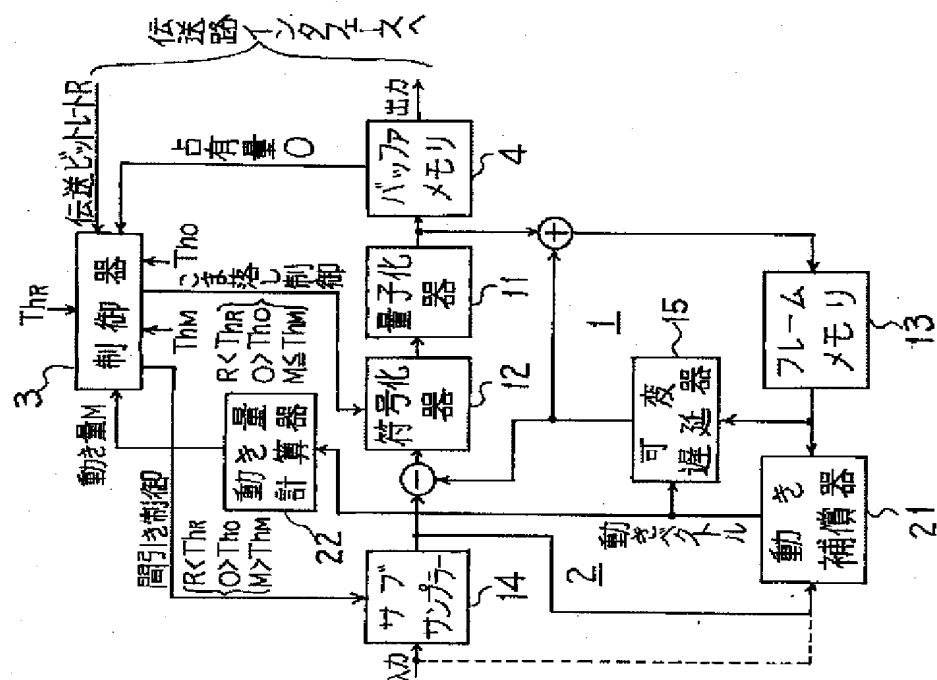 伝送路インタフェースへ
伝送ビットレートR
占有量O
出力
バッファ
メモリ
4
ThR
制御器
3
ThO
ThM
こま落し制御
R<ThR
O>ThO
M≦ThM
量子化
器
11
符号化
器
12
1
15
可変
遅延器
フレーム
メモリ
13
動き量M
動き量
計算器
22
間引き制御
R<ThR
O>ThO
M>ThM
サブ
サンプラー
14
入力
2
動きベクトル
動き
補償器
21